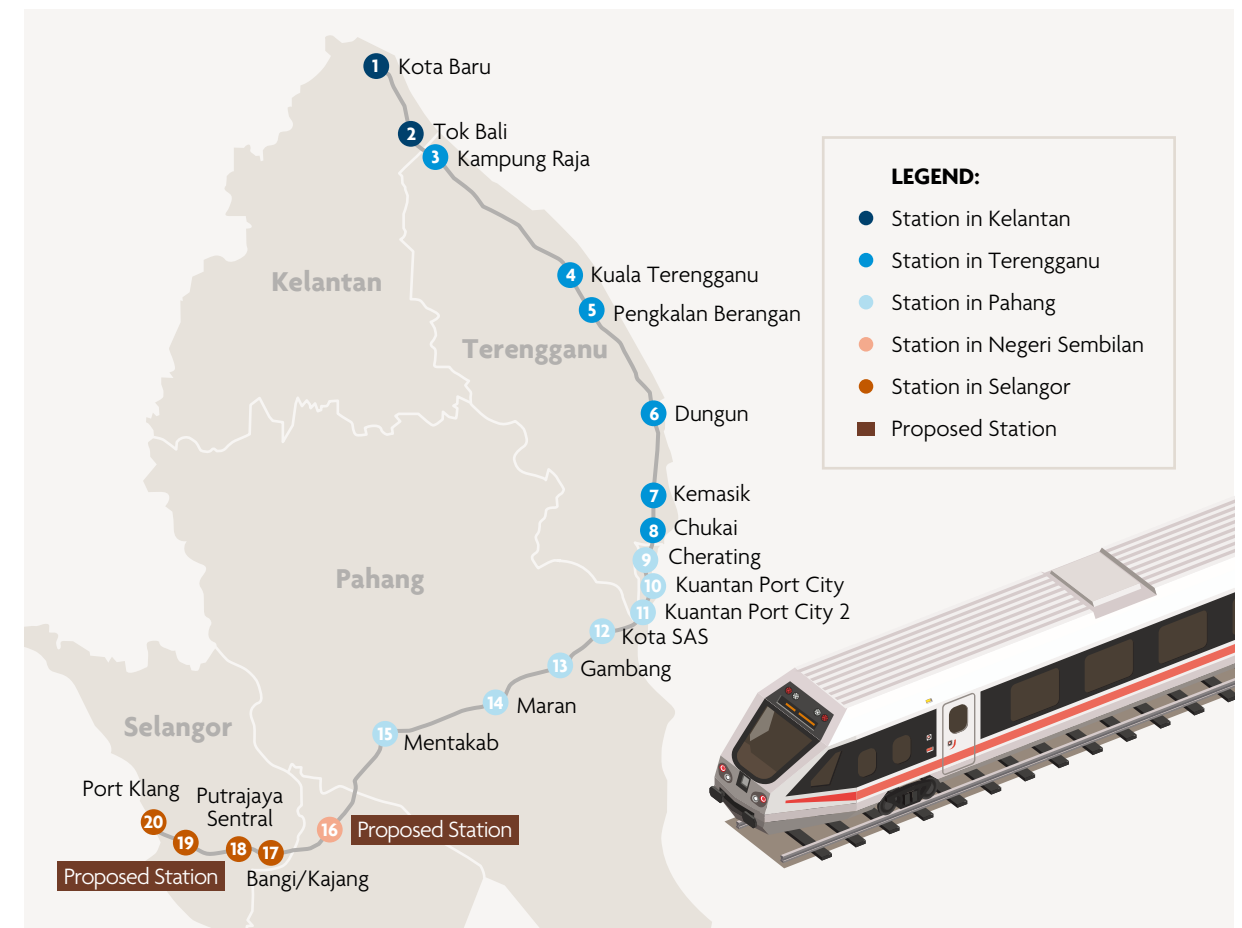 1
Kota Baru
2
Tok Bali
3
Kampung Raja
Kelantan
4
Kuala Terengganu
5
Pengkalan Berangan
Terengganu
6
Dungun
7
Kemasik
8
Chukai
9
Cherating
10
Kuantan Port City
11
Kuantan Port City 2
12
Kota SAS
13
Gambang
14
Maran
15
Mentakab
Pahang
Selangor
16
Proposed Station
17
Bangi/Kajang
18
Putrajaya
Sentral
19
Proposed Station
20
Port Klang
LEGEND:
Station in Kelantan
Station in Terengganu
Station in Pahang
Station in Negeri Sembilan
Station in Selangor
Proposed Station